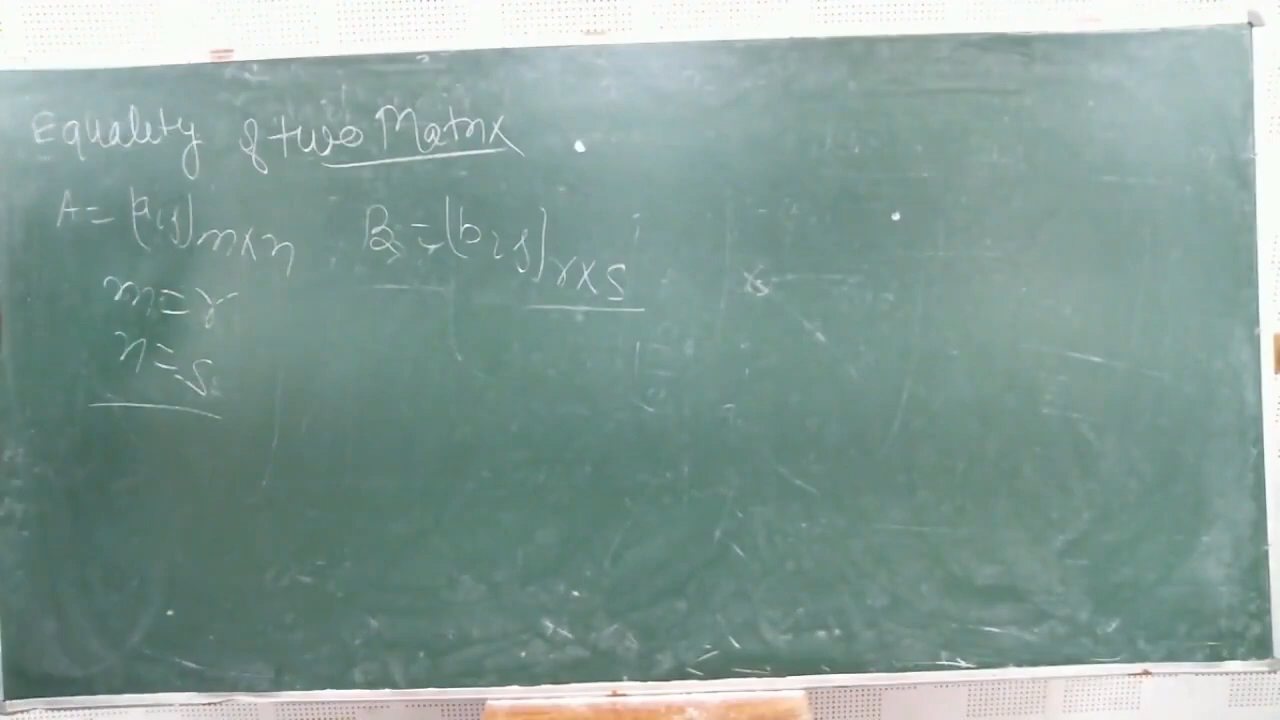 Equality of two Matrix
A = [aij]m×n B = [bij]r×s
m=r
n=s